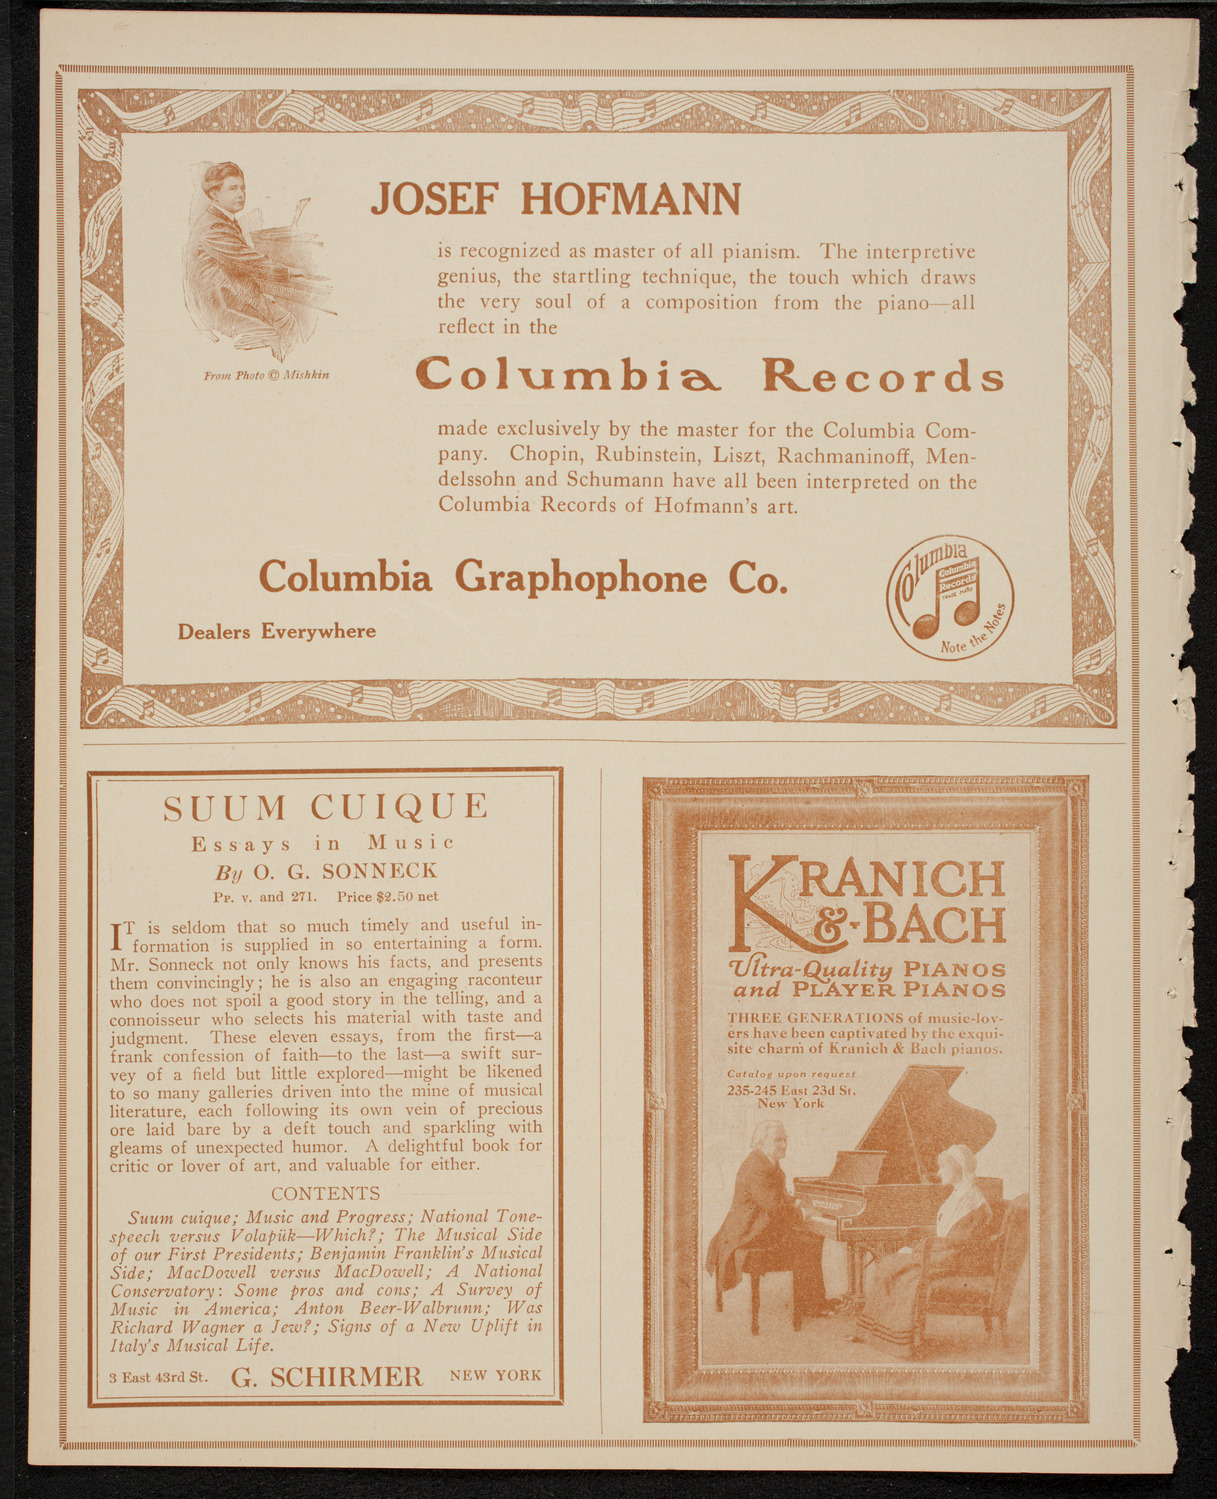 JOSEF HOFMANN
is recognized as master of all pianism. The interpretive
genius, the startling technique, the touch which draws
the very soul of a composition from the piano—all
reflect in the
From Photo © Mishkin
Columbia Records
made exclusively by the master for the Columbia Com-
pany. Chopin, Rubinstein, Liszt, Rachmaninoff, Men-
delssohn and Schumann have all been interpreted on the
Columbia Records of Hofmann's art.
Columbia Graphophone Co.
Dealers Everywhere
Columbia
Columbia
Records
TRADE MARK
Note the Notes
SUUM CUIQUE
Essays in Music
By O. G. SONNECK
Pp. v. and 271. Price $2.50 net
IT is seldom that so much timely and useful in-
formation is supplied in so entertaining a form.
Mr. Sonneck not only knows his facts, and presents
them convincingly; he is also an engaging raconteur
who does not spoil a good story in the telling, and a
connoisseur who selects his material with taste and
judgment. These eleven essays, from the first—a
frank confession of faith—to the last—a swift sur-
vey of a field but little explored—might be likened
to so many galleries driven into the mine of musical
literature, each following its own vein of precious
ore laid bare by a deft touch and sparkling with
gleams of unexpected humor. A delightful book for
critic or lover of art, and valuable for either.
CONTENTS
Suum cuique; Music and Progress; National Tone-
speech versus Volapük—Which?; The Musical Side
of our First Presidents; Benjamin Franklin's Musical
Side; MacDowell versus MacDowell; A National
Conservatory: Some pros and cons; A Survey of
Music in America; Anton Beer-Walbrunn; Was
Richard Wagner a Jew?; Signs of a New Uplift in
Italy's Musical Life.
3 East 43rd St. G. SCHIRMER NEW YORK
KRANICH
& BACH
Ultra-Quality PIANOS
and PLAYER PIANOS
THREE GENERATIONS of music-lov-
ers have been captivated by the exqui-
site charm of Kranich & Bach pianos.
Catalog upon request
235-245 East 23d St.
New York